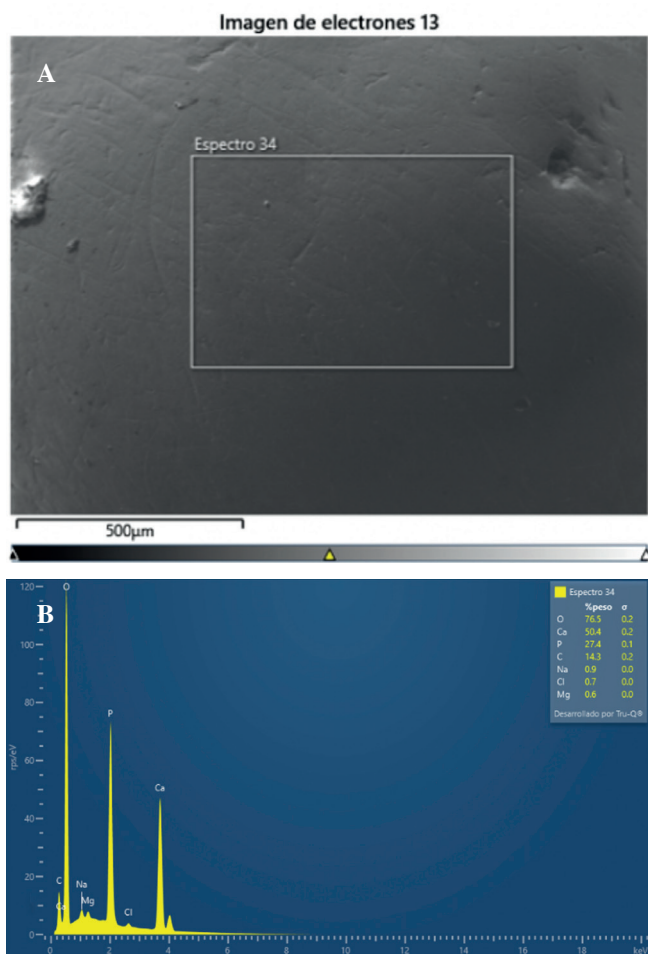 Imagen de electrones 13
A
Espectro 34
500µm
B
120
100
80
60
40
20
0
rps/eV
O
P
Ca
C
Ca
Na
Mg
Cl
0 2 4 6 8 10 12 14 16 18 keV
Espectro 34
%peso σ
O 76.5 0.2
Ca 50.4 0.2
P 27.4 0.1
C 14.3 0.2
Na 0.9 0.0
Cl 0.7 0.0
Mg 0.6 0.0
Desarrollado por Tru-Q®